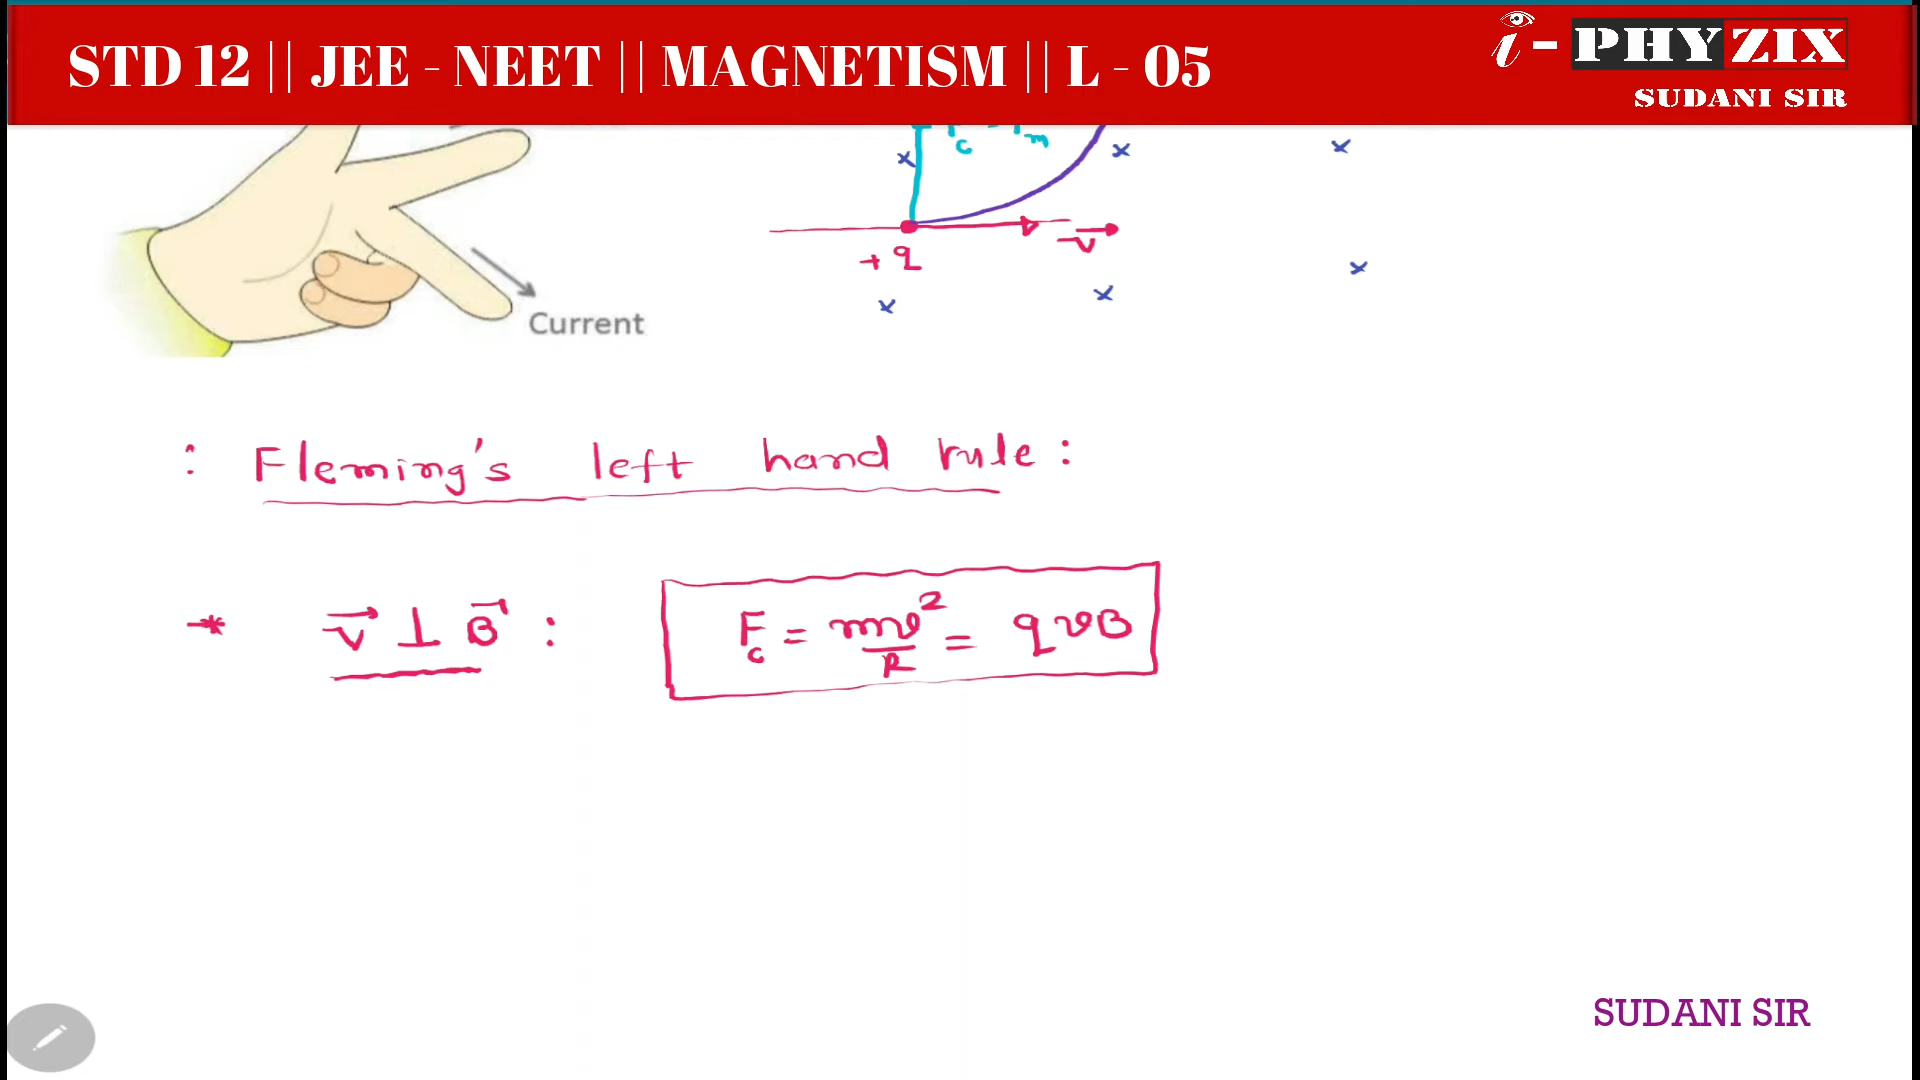 STD 12 || JEE - NEET || MAGNETISM || L - 05
i - PHYZIX
SUDANI SIR
x x x
+ q
v
x x x
Current
: Fleming's left hand rule :
* v ⊥ B : F_c = mv²/R = qvB
SUDANI SIR